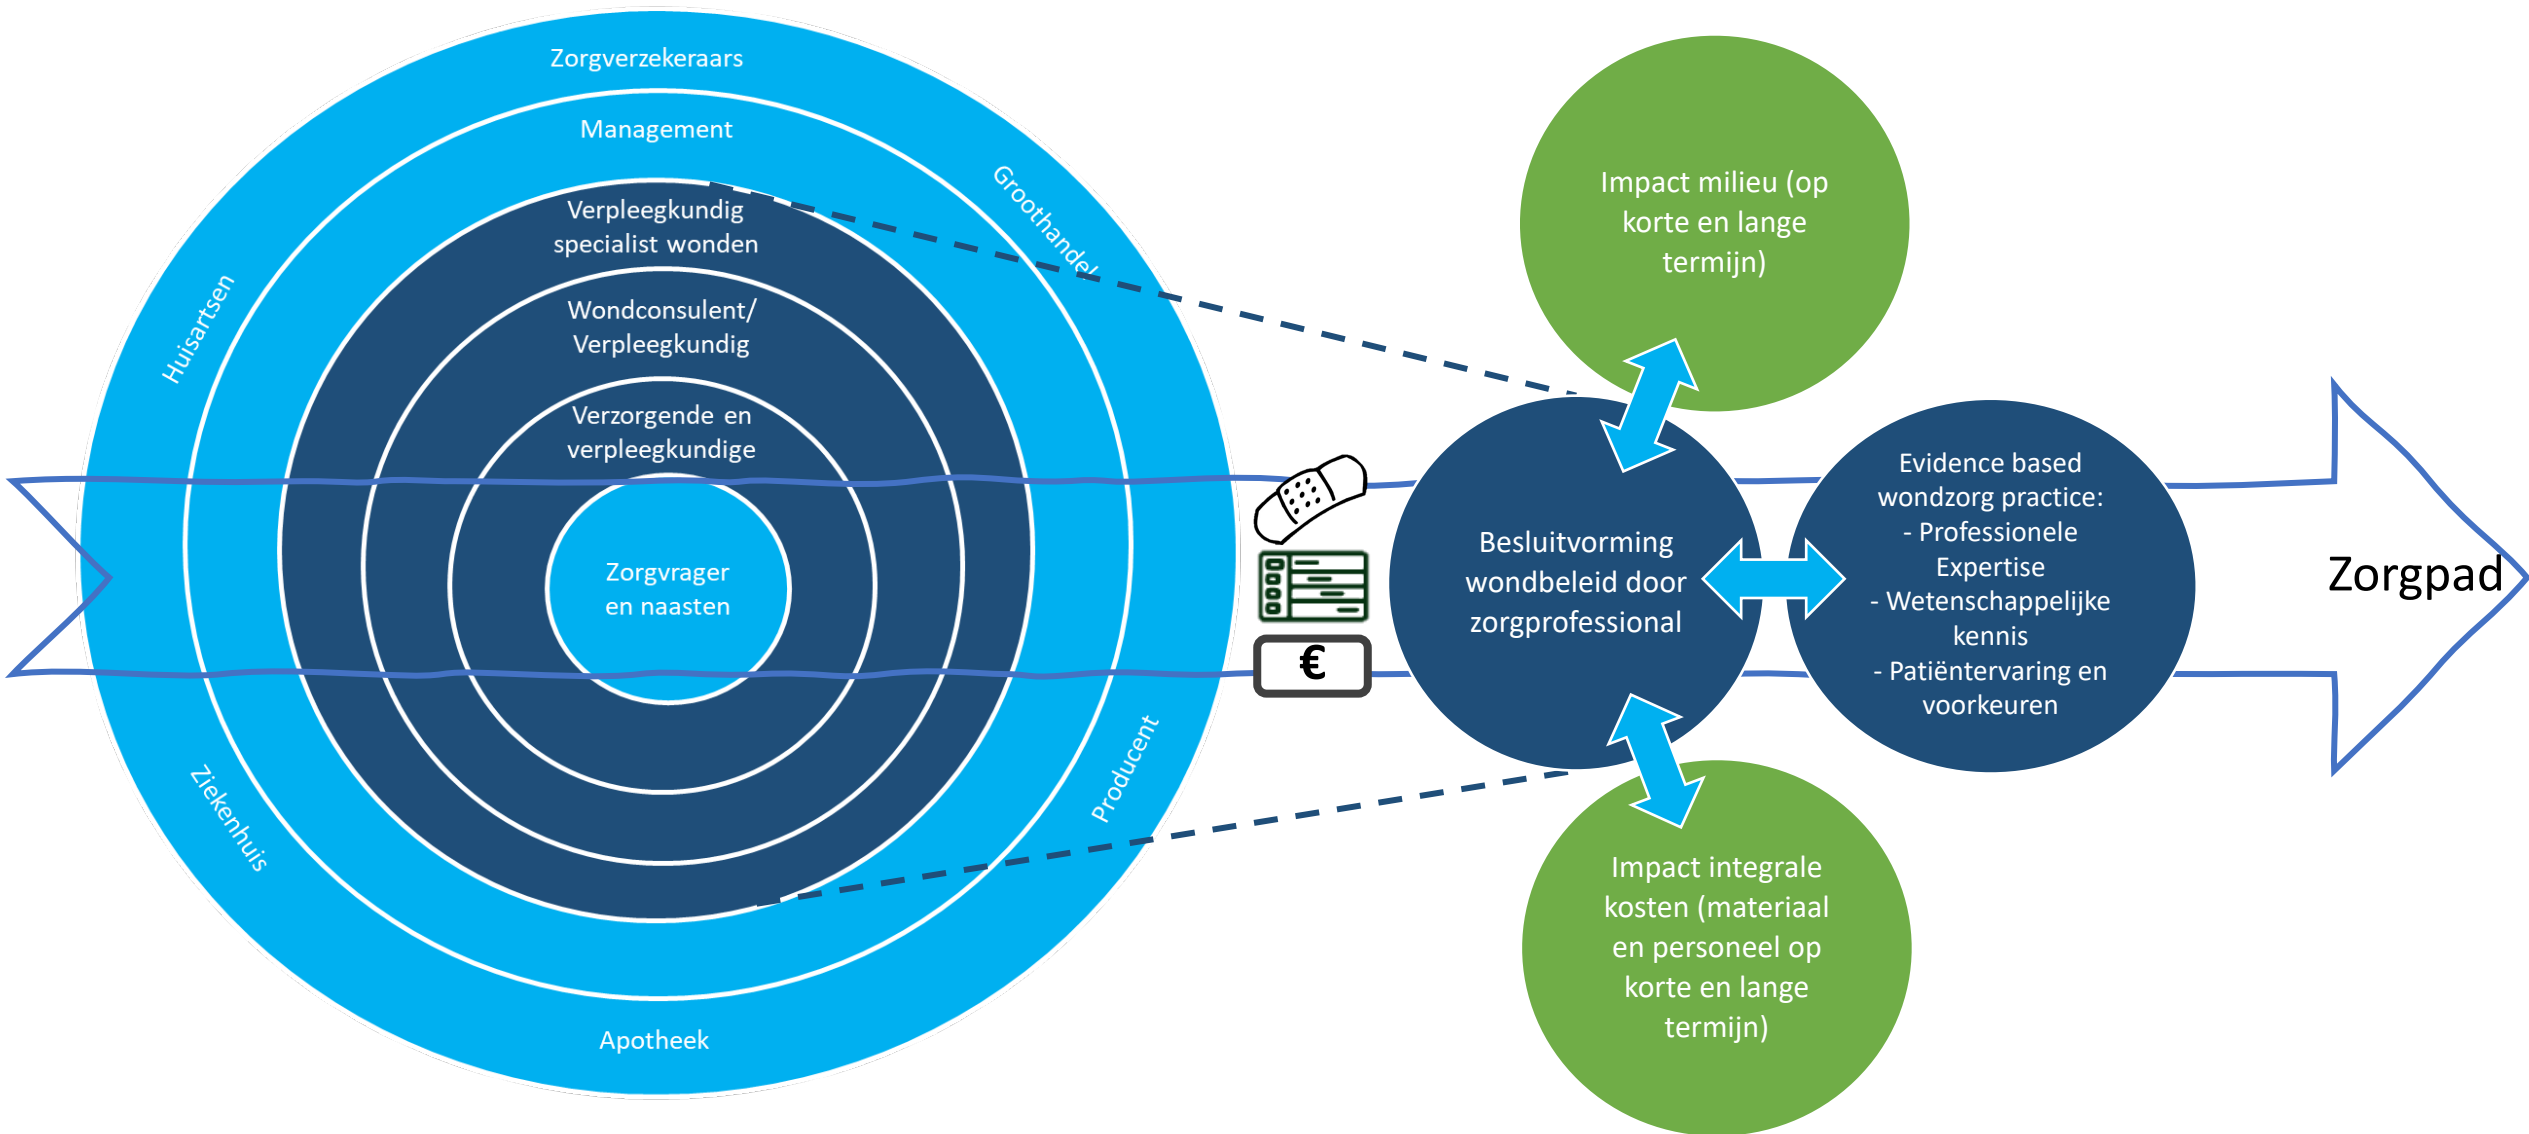 Zorgverzekeraars
Management
Groothandel
Verpleegkundig
specialist wonden
Huisartsen
Wondconsulent/
Verpleegkundig
Verzorgende en
verpleegkundige
Zorgvrager
en naasten
Ziekenhuis
Producent
Apotheek
€
Impact milieu (op
korte en lange
termijn)
Besluitvorming
wondbeleid door
zorgprofessional
Evidence based
wondzorg practice:
- Professionele
Expertise
- Wetenschappelijke
kennis
- Patiëntervaring en
voorkeuren
Impact integrale
kosten (materiaal
en personeel op
korte en lange
termijn)
Zorgpad